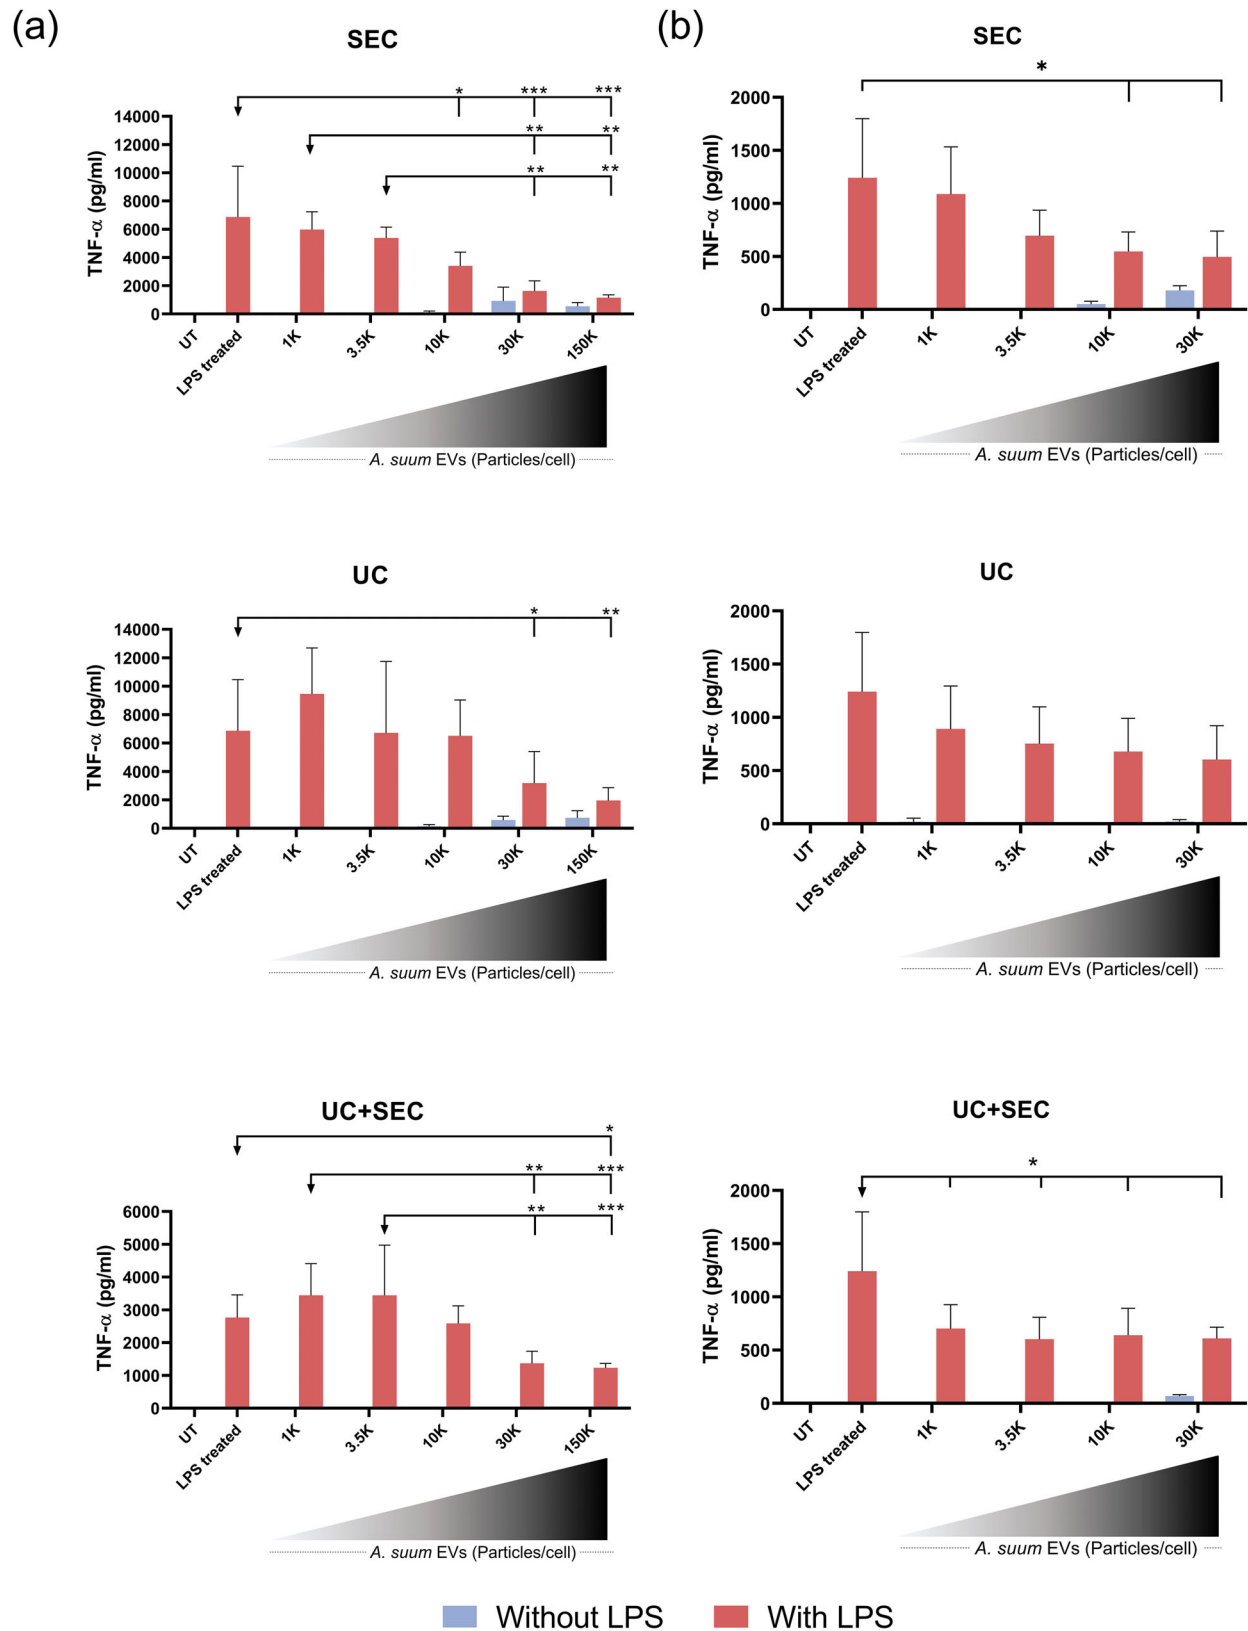 (a)
SEC
* *** ***
** **
** **
TNF-α (pg/ml)
14000
12000
10000
8000
6000
4000
2000
0
UT
LPS treated
1K
3.5K
10K
30K
150K
A. suum EVs (Particles/cell)
(b)
SEC
*
TNF-α (pg/ml)
2000
1500
1000
500
0
UT
LPS treated
1K
3.5K
10K
30K
A. suum EVs (Particles/cell)
UC
* **
TNF-α (pg/ml)
14000
12000
10000
8000
6000
4000
2000
0
UT
LPS treated
1K
3.5K
10K
30K
150K
A. suum EVs (Particles/cell)
UC
TNF-α (pg/ml)
2000
1500
1000
500
0
UT
LPS treated
1K
3.5K
10K
30K
A. suum EVs (Particles/cell)
UC+SEC
*
** ***
** ***
TNF-α (pg/ml)
6000
5000
4000
3000
2000
1000
0
UT
LPS treated
1K
3.5K
10K
30K
150K
A. suum EVs (Particles/cell)
UC+SEC
*
TNF-α (pg/ml)
2000
1500
1000
500
0
UT
LPS treated
1K
3.5K
10K
30K
A. suum EVs (Particles/cell)
Without LPS
With LPS